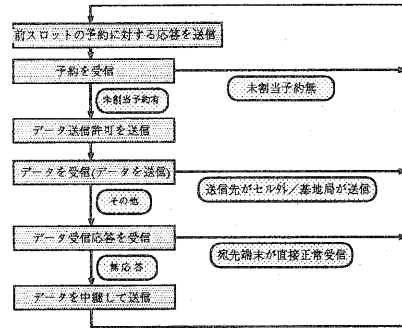 前スロットの予約に対する応答を送信
予約を受信
未割当予約有
未割当予約無
データ送信許可を送信
データを受信(データを送信)
送信先がセル外／基地局が送信
その他
データ受信応答を受信
宛先端末が直接正常受信
無応答
データを中継して送信